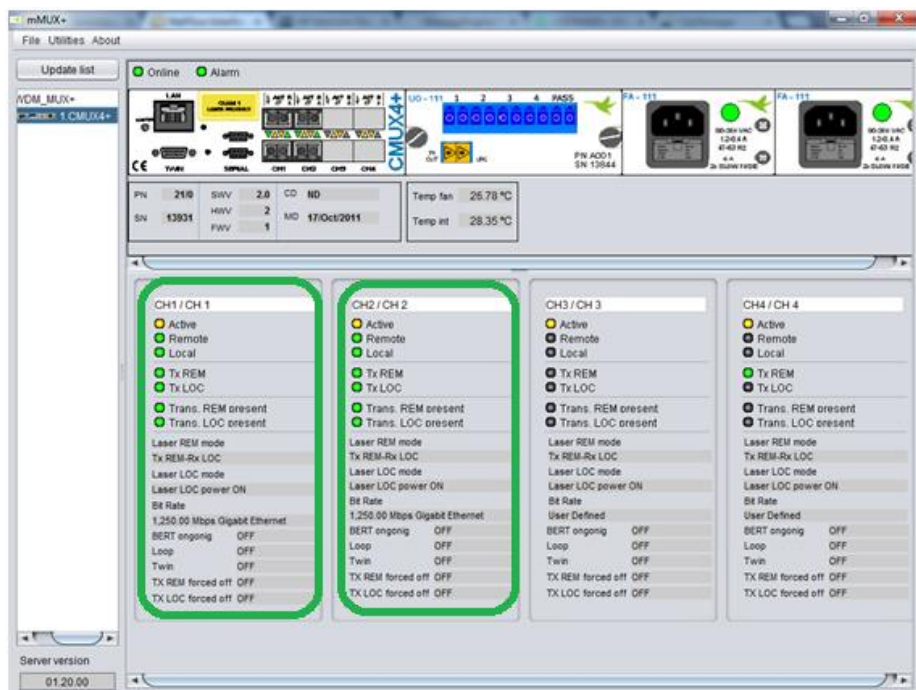 mMUX+
File Utilities About
Update list
Online Alarm
WDM_MUX+
1 CMUX4+
LAN
TWIN SERIAL CH1 CH2 CH3 CH4
CMUX4+
UG-111 1 2 3 4 PASS
PN A001
SN 13844
FA-111
FA-111
PN 21/0 SWV 2.0 CD ND
SN 13931 HWV 2 MD 17/Oct/2011
FWV 1
Temp fan 26.78 ºC
Temp int 28.35 ºC
CH1 / CH 1
Active
Remote
Local
Tx REM
Tx LOC
Trans. REM present
Trans. LOC present
Laser REM mode
Tx REM-Rx LOC
Laser LOC mode
Laser LOC power ON
Bit Rate
1,250.00 Mbps Gigabit Ethernet
BERT ongonig OFF
Loop OFF
Twin OFF
TX REM forced off OFF
TX LOC forced off OFF
CH2 / CH 2
Active
Remote
Local
Tx REM
Tx LOC
Trans. REM present
Trans. LOC present
Laser REM mode
Tx REM-Rx LOC
Laser LOC mode
Laser LOC power ON
Bit Rate
1,250.00 Mbps Gigabit Ethernet
BERT ongonig OFF
Loop OFF
Twin OFF
TX REM forced off OFF
TX LOC forced off OFF
CH3 / CH 3
Active
Remote
Local
Tx REM
Tx LOC
Trans. REM present
Trans. LOC present
Laser REM mode
Tx REM-Rx LOC
Laser LOC mode
Laser LOC power ON
Bit Rate
User Defined
BERT ongonig OFF
Loop OFF
Twin OFF
TX REM forced off OFF
TX LOC forced off OFF
CH4 / CH 4
Active
Remote
Local
Tx REM
Tx LOC
Trans. REM present
Trans. LOC present
Laser REM mode
Tx REM-Rx LOC
Laser LOC mode
Laser LOC power ON
Bit Rate
User Defined
BERT ongonig OFF
Loop OFF
Twin OFF
TX REM forced off OFF
TX LOC forced off OFF
Server version
01.20.00